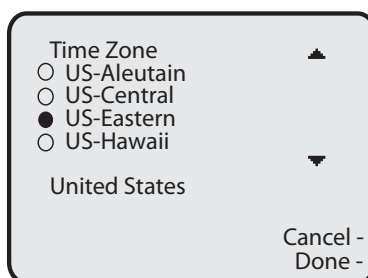 Time Zone
US-Aleutain
US-Central
US-Eastern
US-Hawaii
United States
Cancel -
Done -